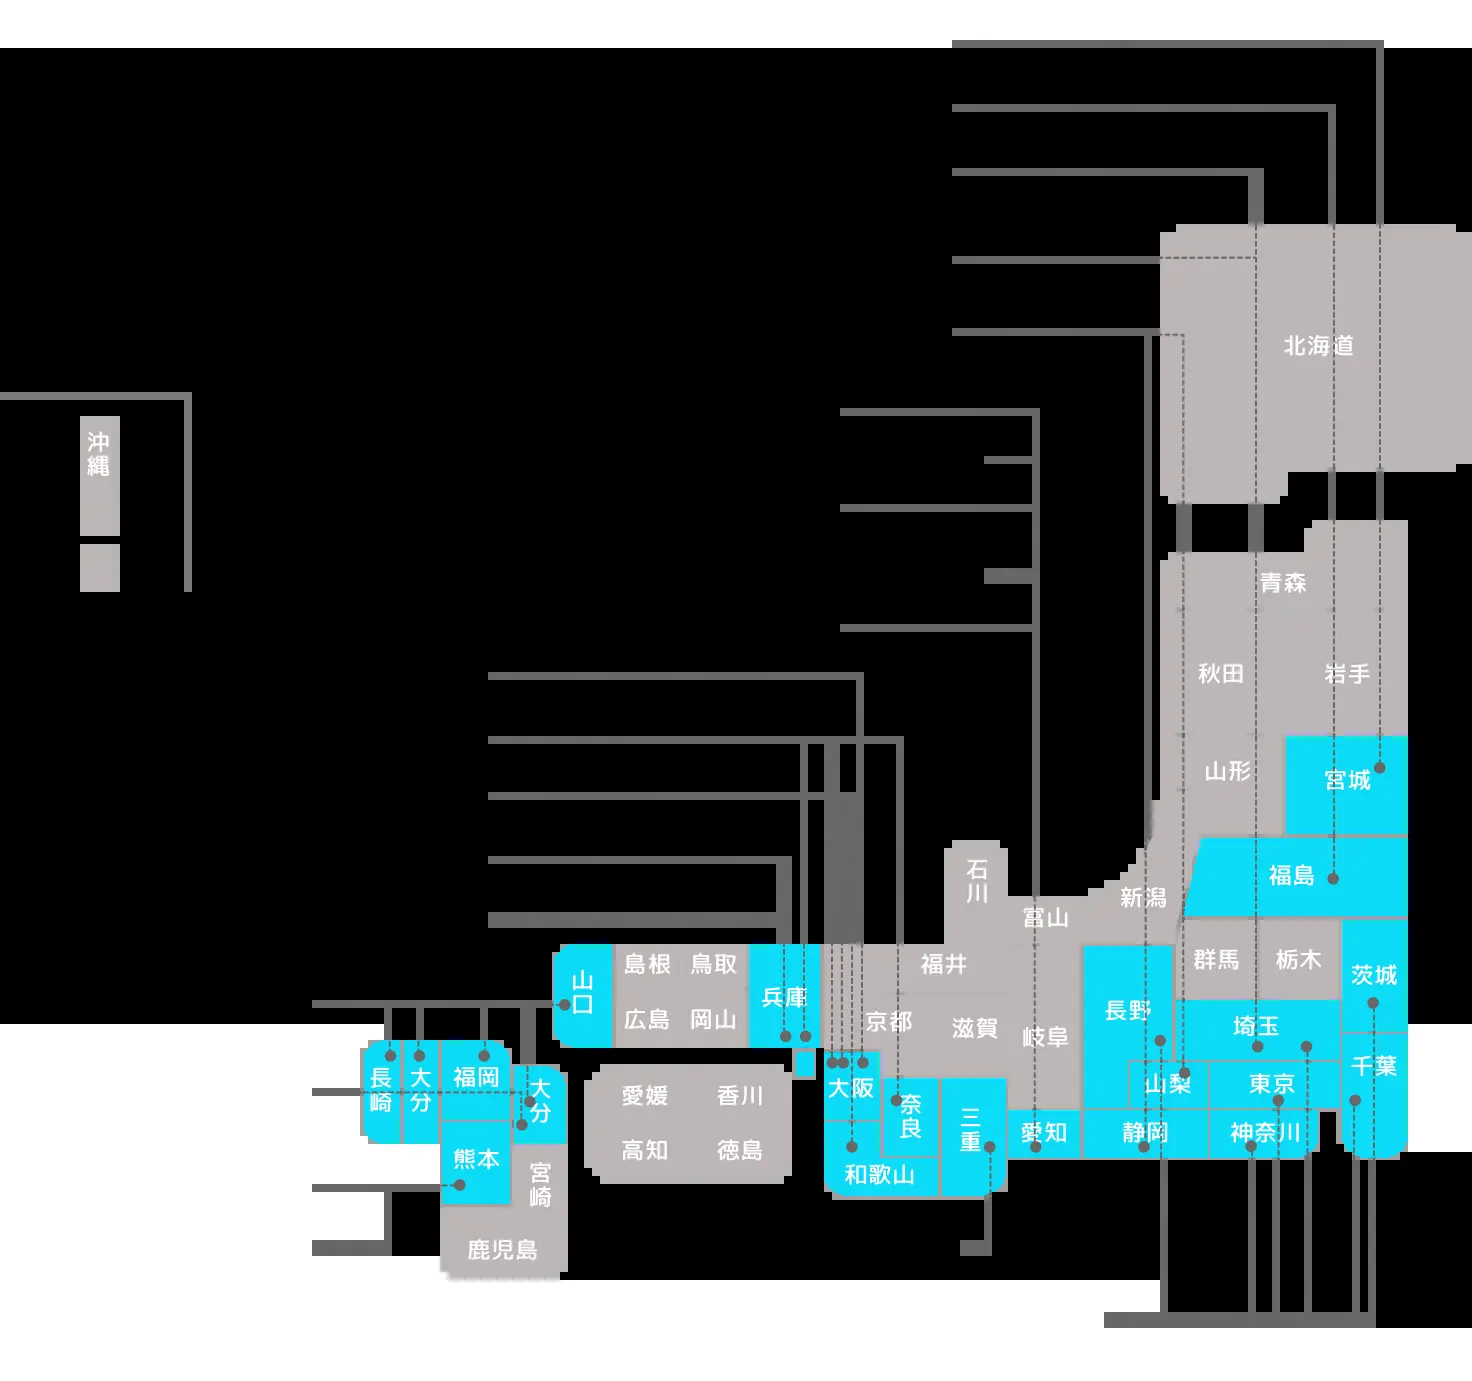 北海道
沖縄
青森
秋田
岩手
山形
宮城
石川
新潟
福島
富山
島根
鳥取
福井
群馬
栃木
茨城
山口
兵庫
長野
広島
岡山
京都
滋賀
岐阜
埼玉
長崎
大分
福岡
大分
愛媛
香川
大阪
奈良
三重
山梨
東京
千葉
高知
徳島
愛知
静岡
神奈川
熊本
宮崎
和歌山
鹿児島